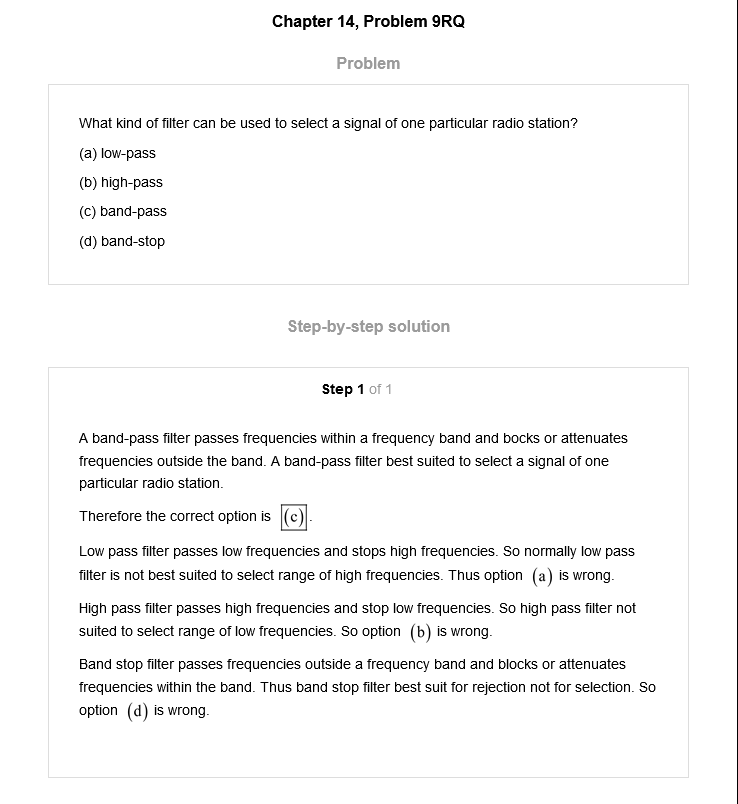 Chapter 14, Problem 9RQ
Problem
What kind of filter can be used to select a signal of one particular radio station?
(a) low-pass
(b) high-pass
(c) band-pass
(d) band-stop
Step-by-step solution
Step 1 of 1
A band-pass filter passes frequencies within a frequency band and bocks or attenuates
frequencies outside the band. A band-pass filter best suited to select a signal of one
particular radio station.
Therefore the correct option is (c).
Low pass filter passes low frequencies and stops high frequencies. So normally low pass
filter is not best suited to select range of high frequencies. Thus option (a) is wrong.
High pass filter passes high frequencies and stop low frequencies. So high pass filter not
suited to select range of low frequencies. So option (b) is wrong.
Band stop filter passes frequencies outside a frequency band and blocks or attenuates
frequencies within the band. Thus band stop filter best suit for rejection not for selection. So
option (d) is wrong.